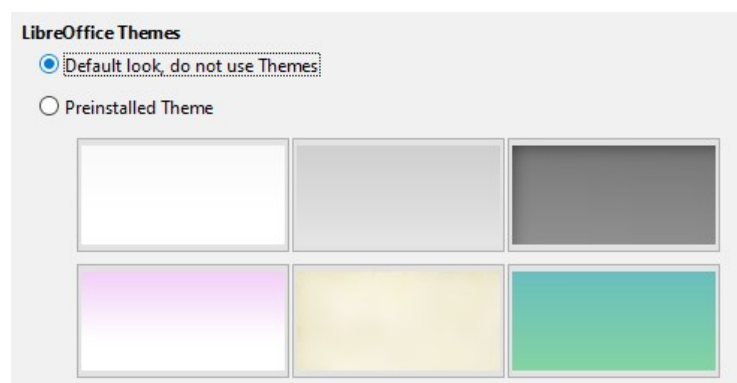 LibreOffice Themes
Default look, do not use Themes
Preinstalled Theme